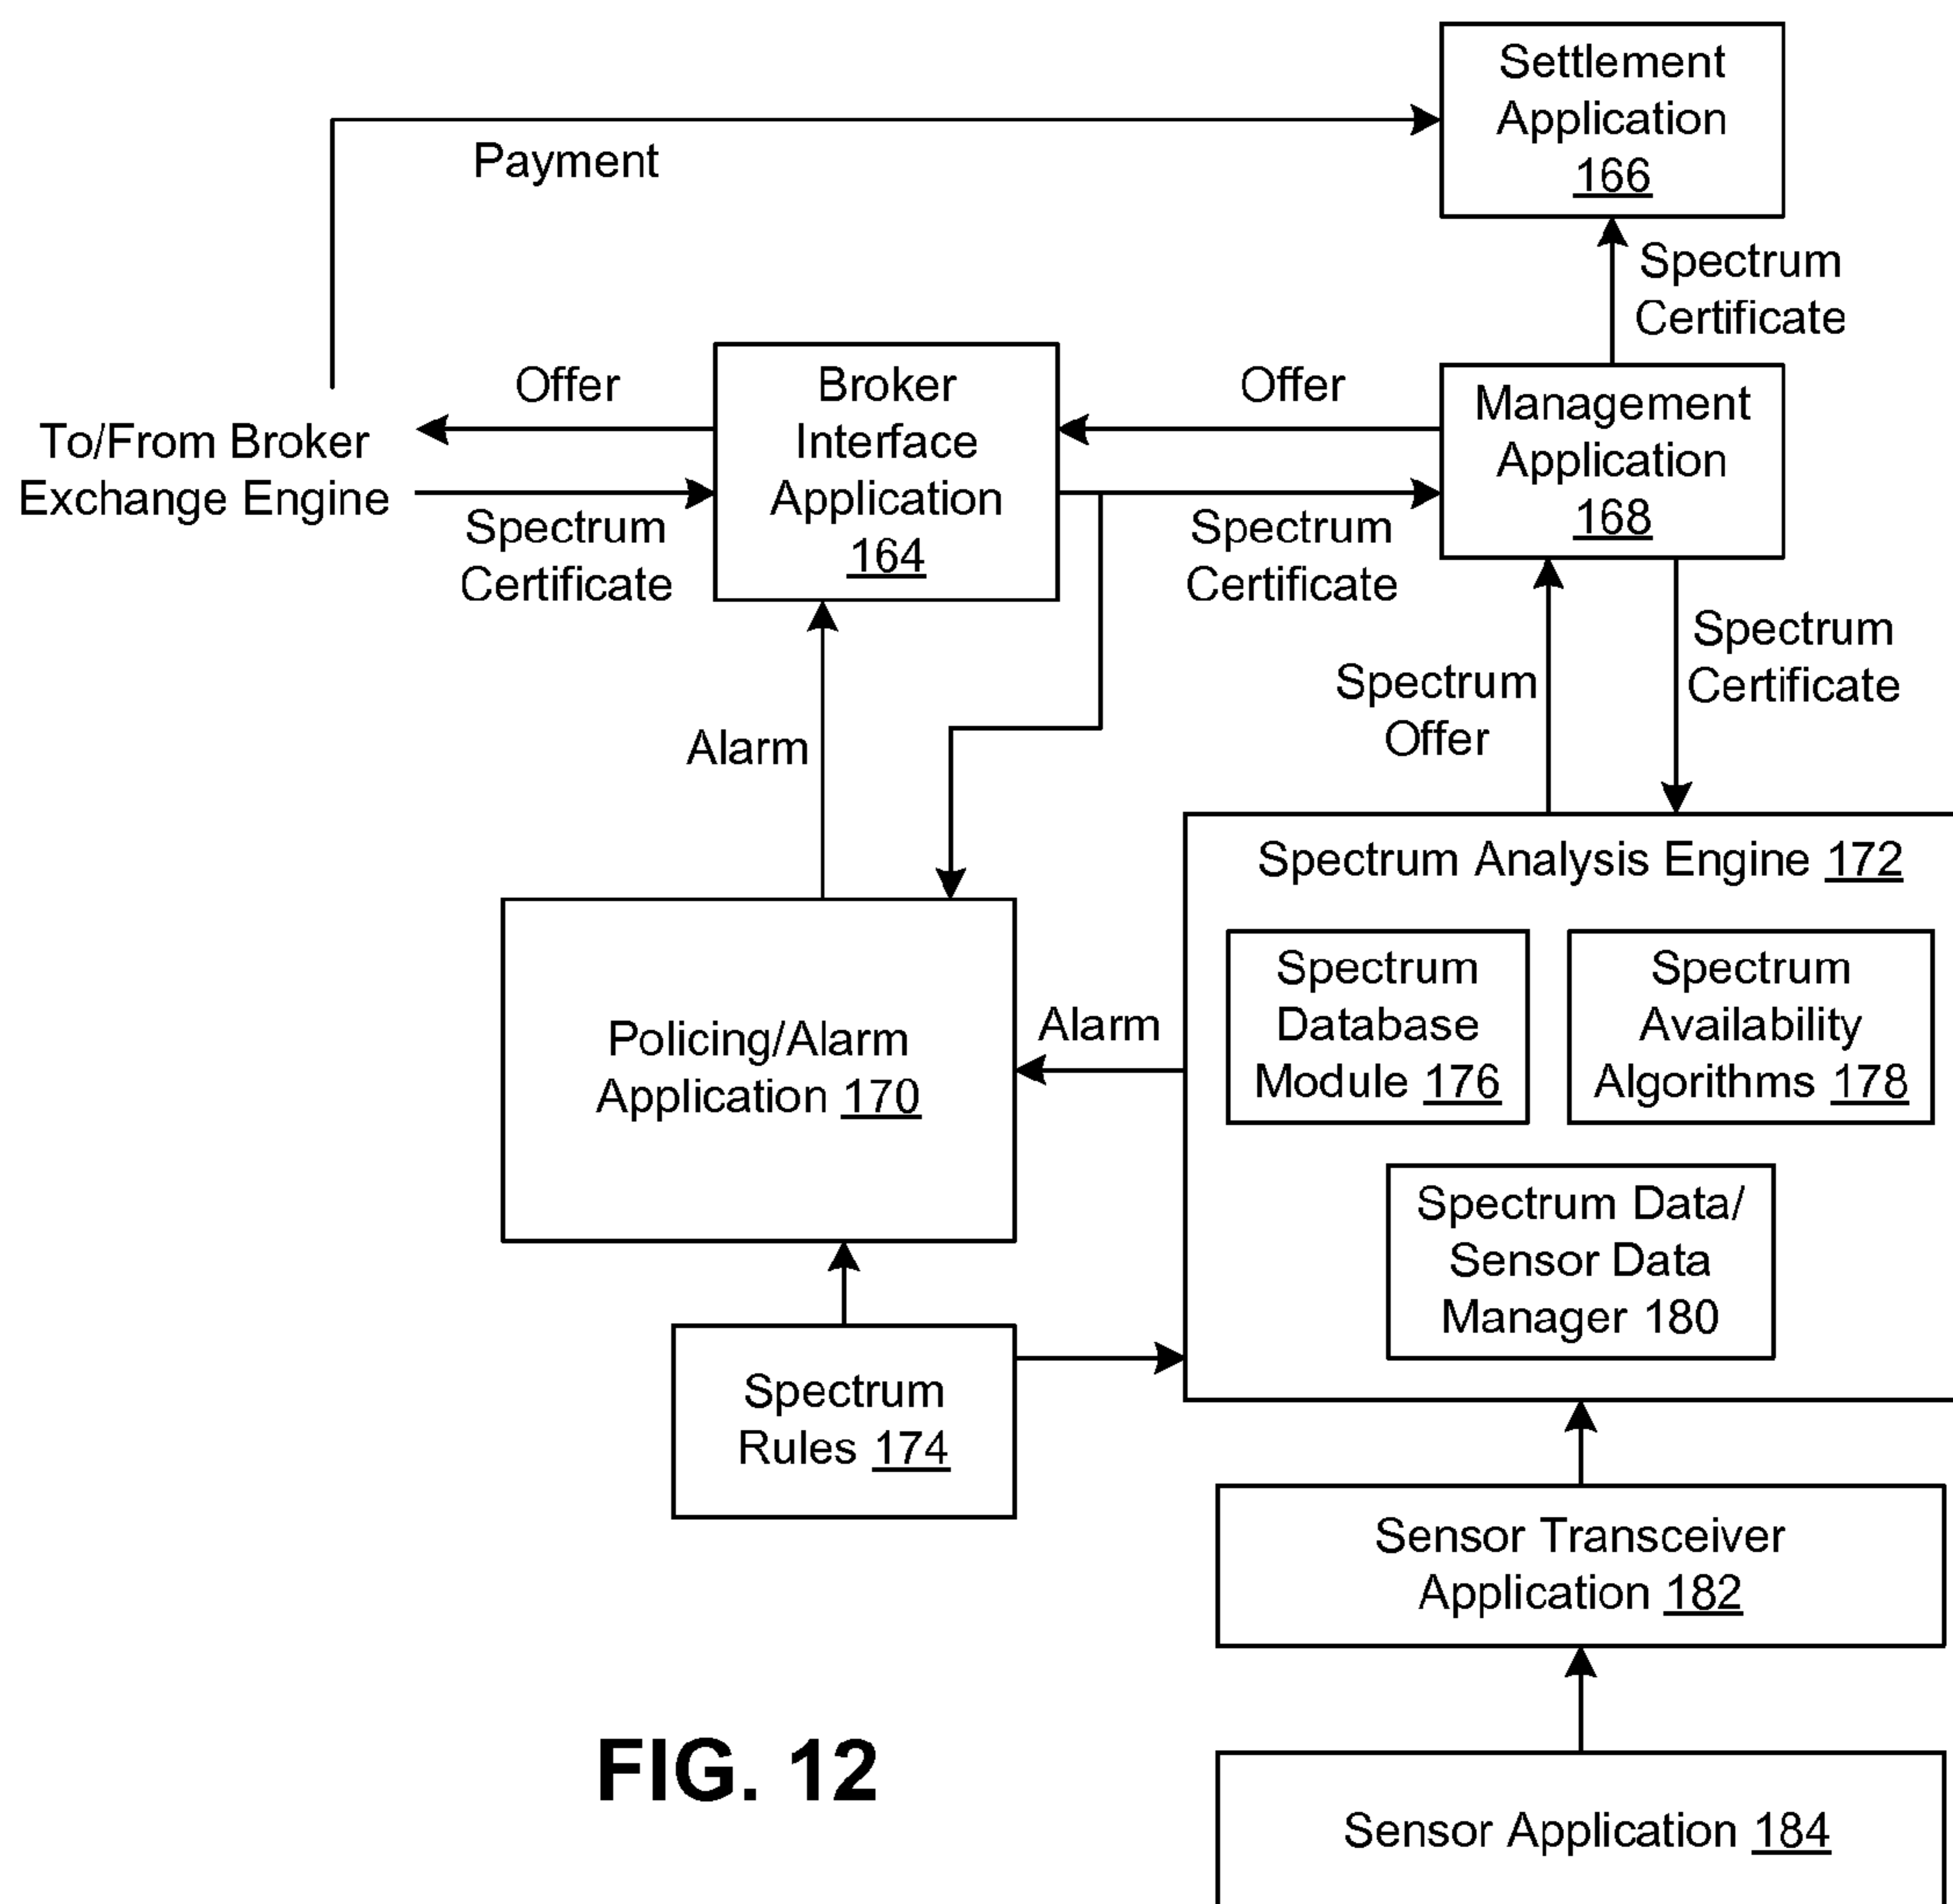 Settlement
Application
166
Payment
Spectrum
Certificate
Offer
Broker
Interface
Application
164
Offer
Management
Application
168
To/From Broker
Exchange Engine
Spectrum
Certificate
Spectrum
Certificate
Spectrum
Certificate
Spectrum
Offer
Alarm
Spectrum Analysis Engine 172
Spectrum
Database
Module 176
Spectrum
Availability
Algorithms 178
Policing/Alarm
Application 170
Alarm
Spectrum Data/
Sensor Data
Manager 180
Spectrum
Rules 174
Sensor Transceiver
Application 182
FIG. 12
Sensor Application 184